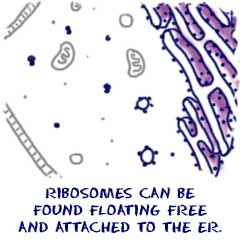 RIBOSOMES CAN BE
FOUND FLOATING FREE
AND ATTACHED TO THE ER.